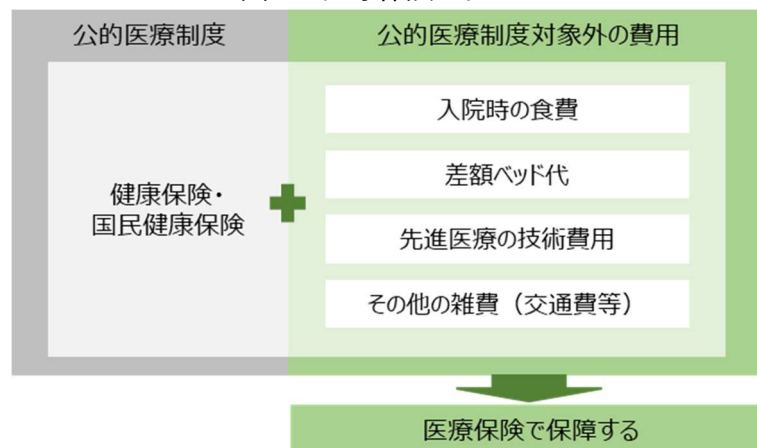 公的医療制度
公的医療制度対象外の費用
健康保険・
国民健康保険
入院時の食費
差額ベッド代
先進医療の技術費用
その他の雑費（交通費等）
医療保険で保障する